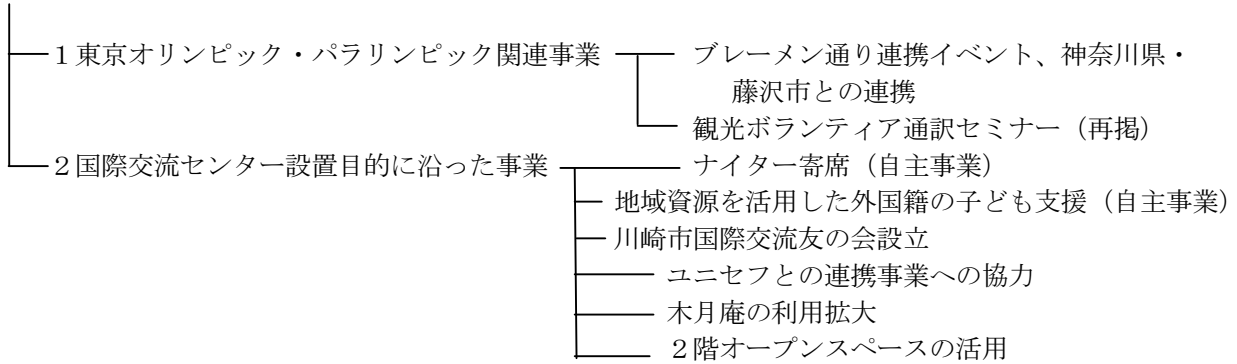 1東京オリンピック・パラリンピック関連事業
ブレーメン通り連携イベント、神奈川県・
藤沢市との連携
観光ボランティア通訳セミナー（再掲）
2国際交流センター設置目的に沿った事業
ナイター寄席（自主事業）
地域資源を活用した外国籍の子ども支援（自主事業）
川崎市国際交流友の会設立
ユニセフとの連携事業への協力
木月庵の利用拡大
２階オープンスペースの活用